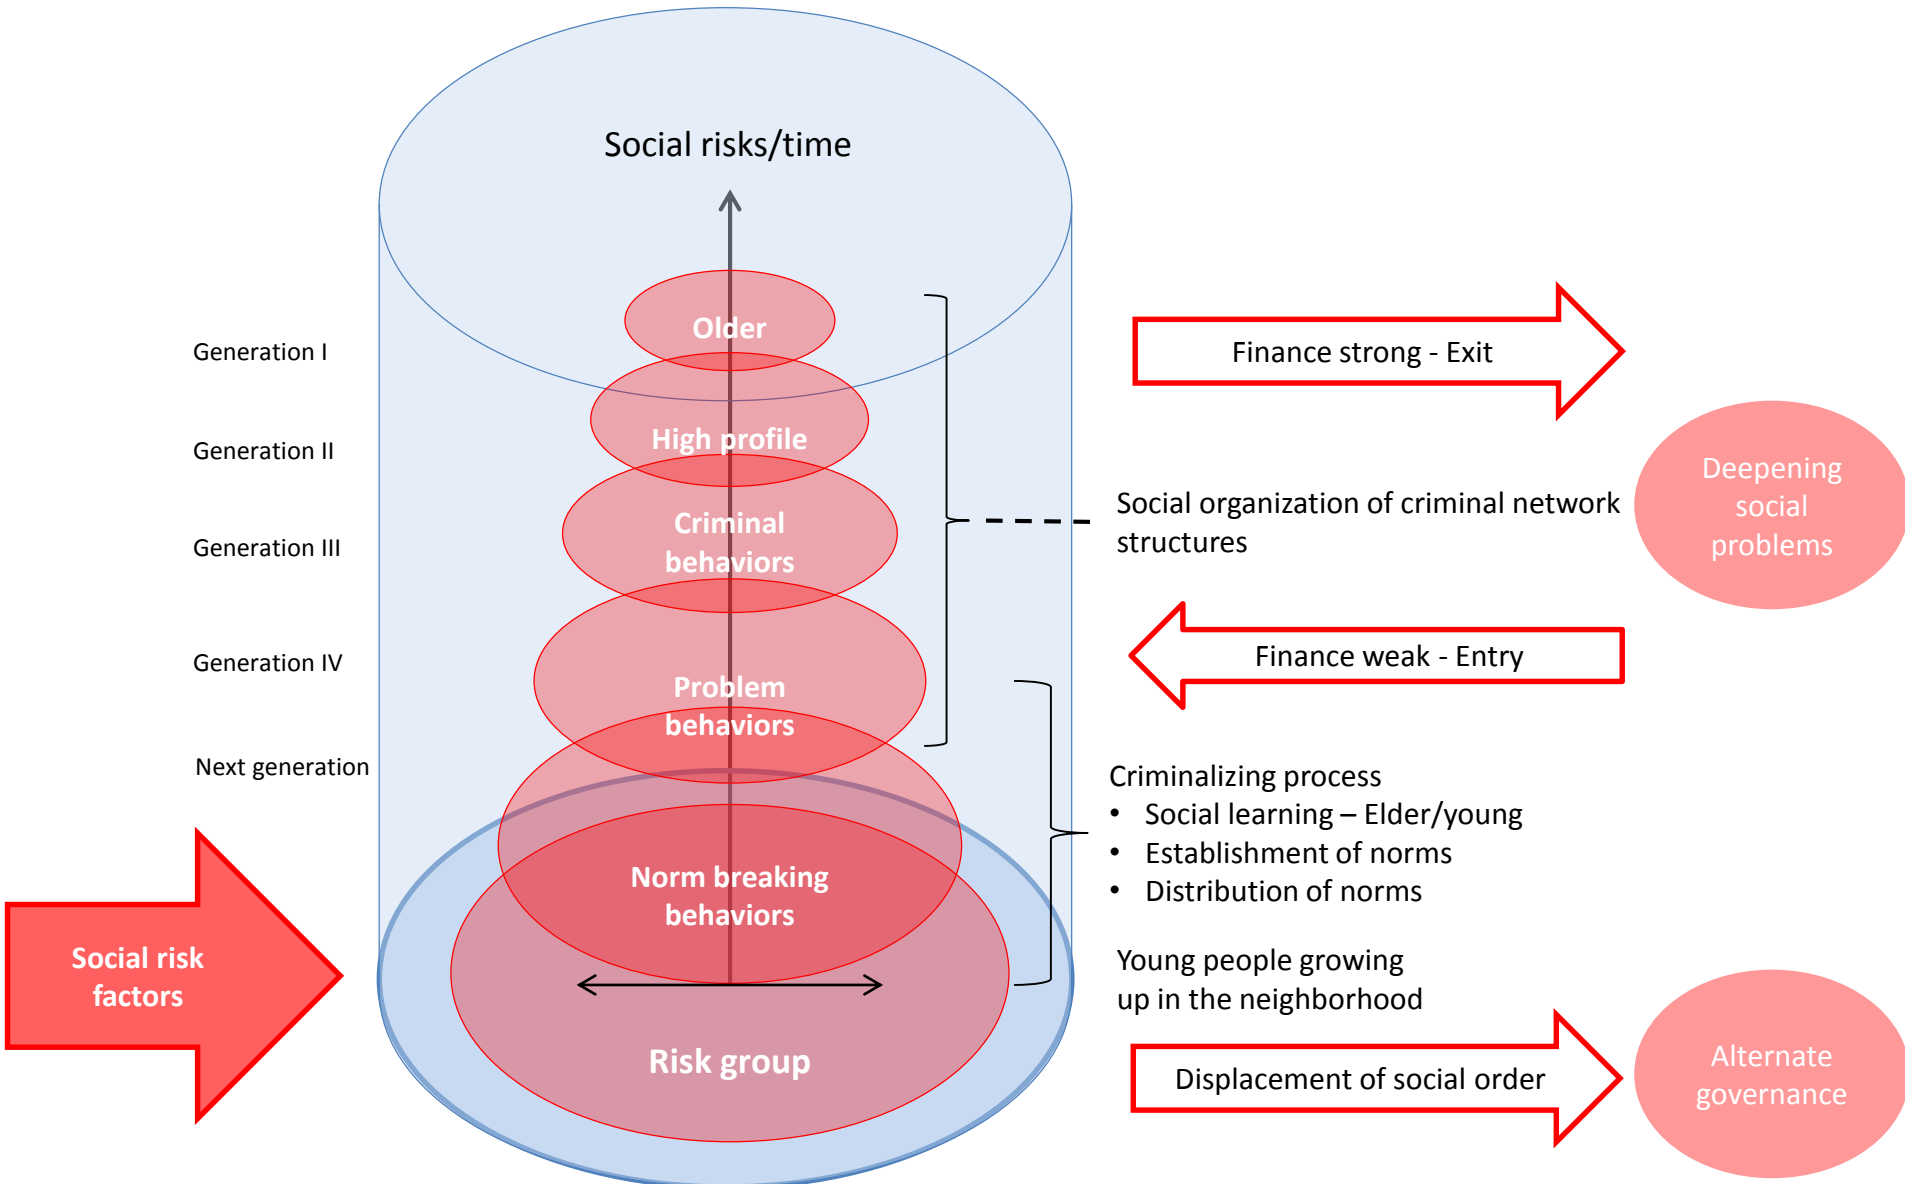 Social risks/time
Older
Generation I
Finance strong - Exit
High profile
Generation II
Deepening
social
problems
Social organization of criminal network
structures
Criminal
behaviors
Generation III
Generation IV
Finance weak - Entry
Problem
behaviors
Next generation
Criminalizing process
• Social learning – Elder/young
• Establishment of norms
• Distribution of norms
Norm breaking
behaviors
Social risk
factors
Young people growing
up in the neighborhood
Risk group
Displacement of social order
Alternate
governance